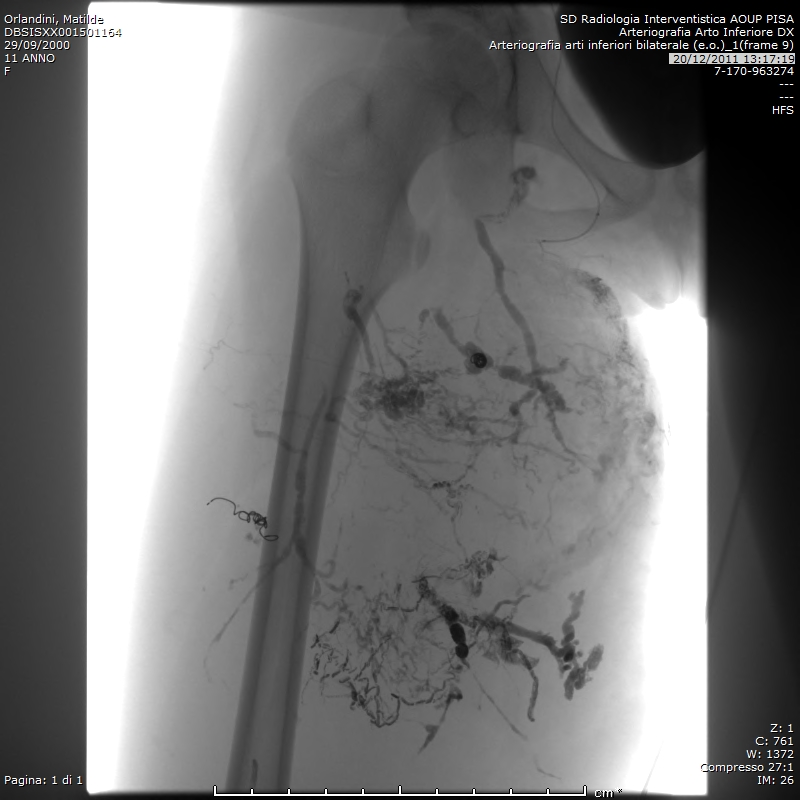 Orlandini, Matilde
DBSISXX001501164
29/09/2000
11 ANNO
F
SD Radiologia Interventistica AOUP PISA
Arteriografia Arto Inferiore DX
Arteriografia arti inferiori bilaterale (e.o.)_1(frame 9)
20/12/2011 13:17:19
7-170-963274
---
---
HFS
Z: 1
C: 761
W: 1372
Compresso 27:1
IM: 26
Pagina: 1 di 1
cm*